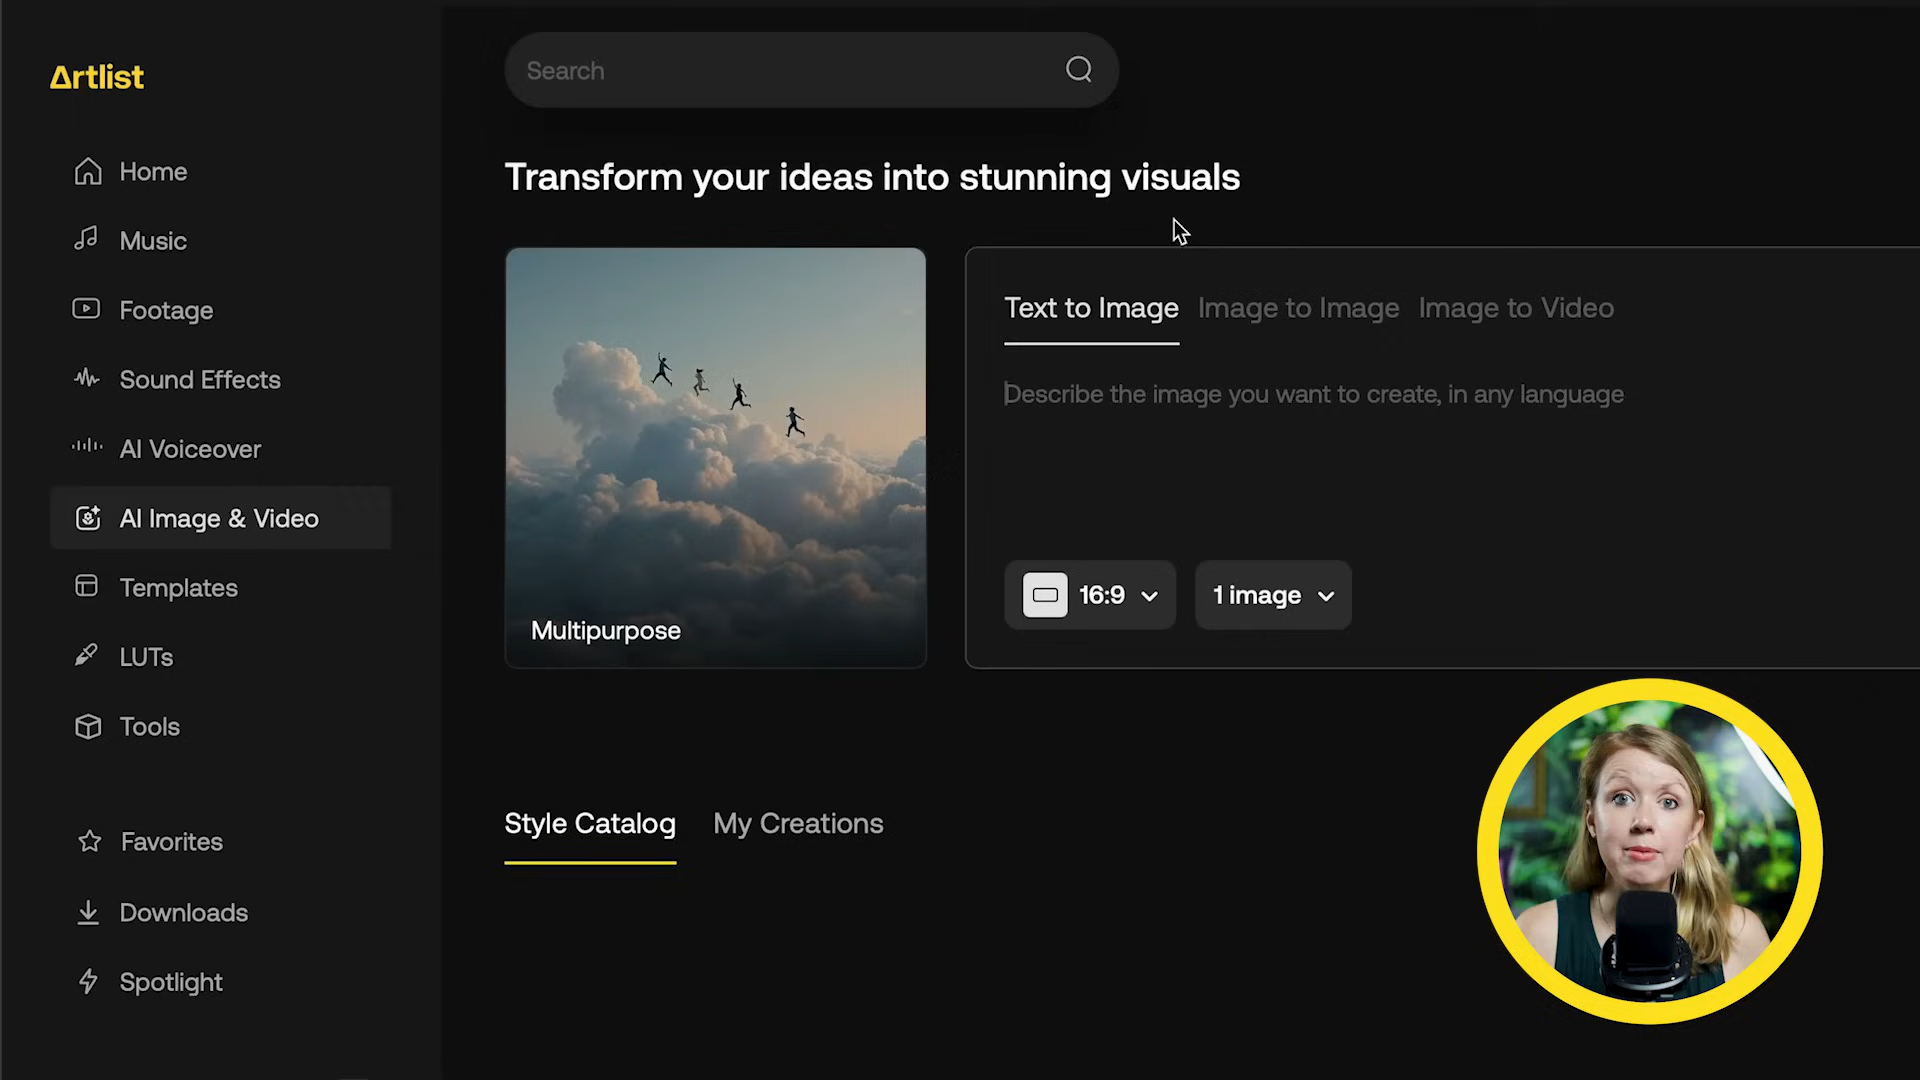 Artlist
Home
Music
Footage
Sound Effects
AI Voiceover
AI Image & Video
Templates
LUTs
Tools
Favorites
Downloads
Spotlight
Search
Transform your ideas into stunning visuals
Multipurpose
Text to Image Image to Image Image to Video
Describe the image you want to create, in any language
16:9 1 image
Style Catalog My Creations